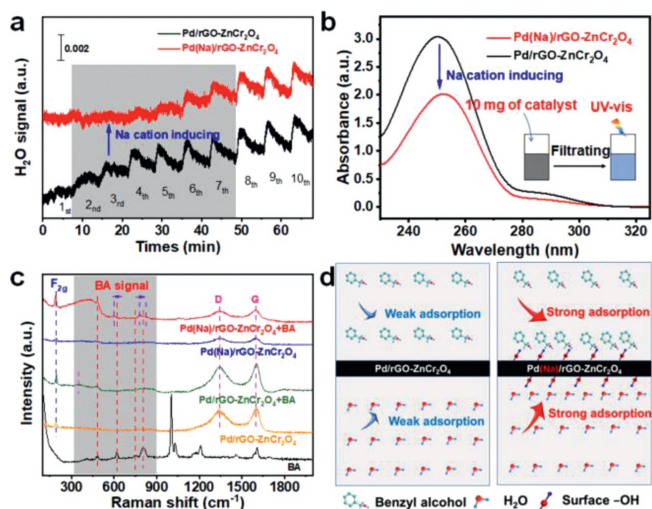 a
0.002
Pd/rGO-ZnCr2O4
Pd(Na)/rGO-ZnCr2O4
H2O signal (a.u.)
Na cation inducing
1st 2nd 3rd 4th 5th 6th 7th 8th 9th 10th
0 10 20 30 40 50 60
Times (min)
b
Pd(Na)/rGO-ZnCr2O4
Pd/rGO-ZnCr2O4
Na cation inducing
10 mg of catalyst
UV-vis
Filtrating
Absorbance (a.u.)
3.0
2.5
2.0
1.5
1.0
0.5
0.0
240 260 280 300 320
Wavelength (nm)
c
F2g
BA signal
D G
Pd(Na)/rGO-ZnCr2O4+BA
Pd(Na)/rGO-ZnCr2O4
Pd/rGO-ZnCr2O4+BA
Pd/rGO-ZnCr2O4
BA
Intensity (a.u.)
300 600 900 1200 1500 1800
Raman shift (cm-1)
d
Weak adsorption
Strong adsorption
Pd/rGO-ZnCr2O4
Pd(Na)/rGO-ZnCr2O4
Weak adsorption
Strong adsorption
Benzyl alcohol H2O Surface –OH